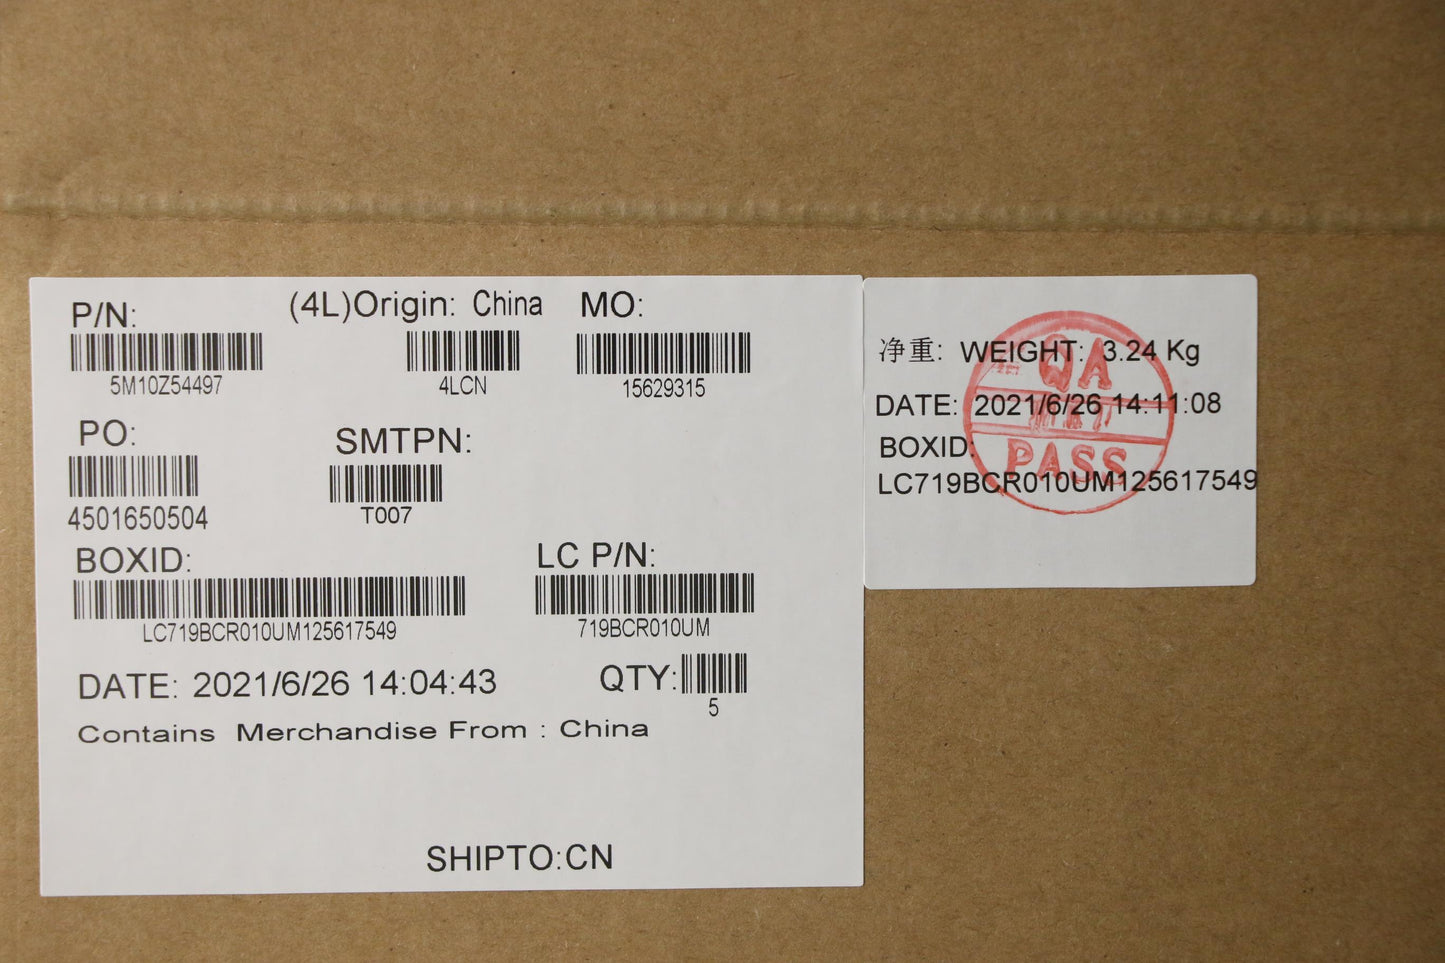 P/N:
5M10Z54497
(4L)Origin: China
4LCN
MO:
15629315
PO:
4501650504
SMTPN:
T007
BOXID:
LC719BCR010UM125617549
LC P/N:
719BCR010UM
DATE: 2021/6/26 14:04:43
QTY:
5
Contains Merchandise From : China
SHIPTO:CN
净重: WEIGHT: 3.24 Kg
DATE: 2021/6/26 14:11:08
BOXID:
LC719BCR010UM125617549
QA
PASS